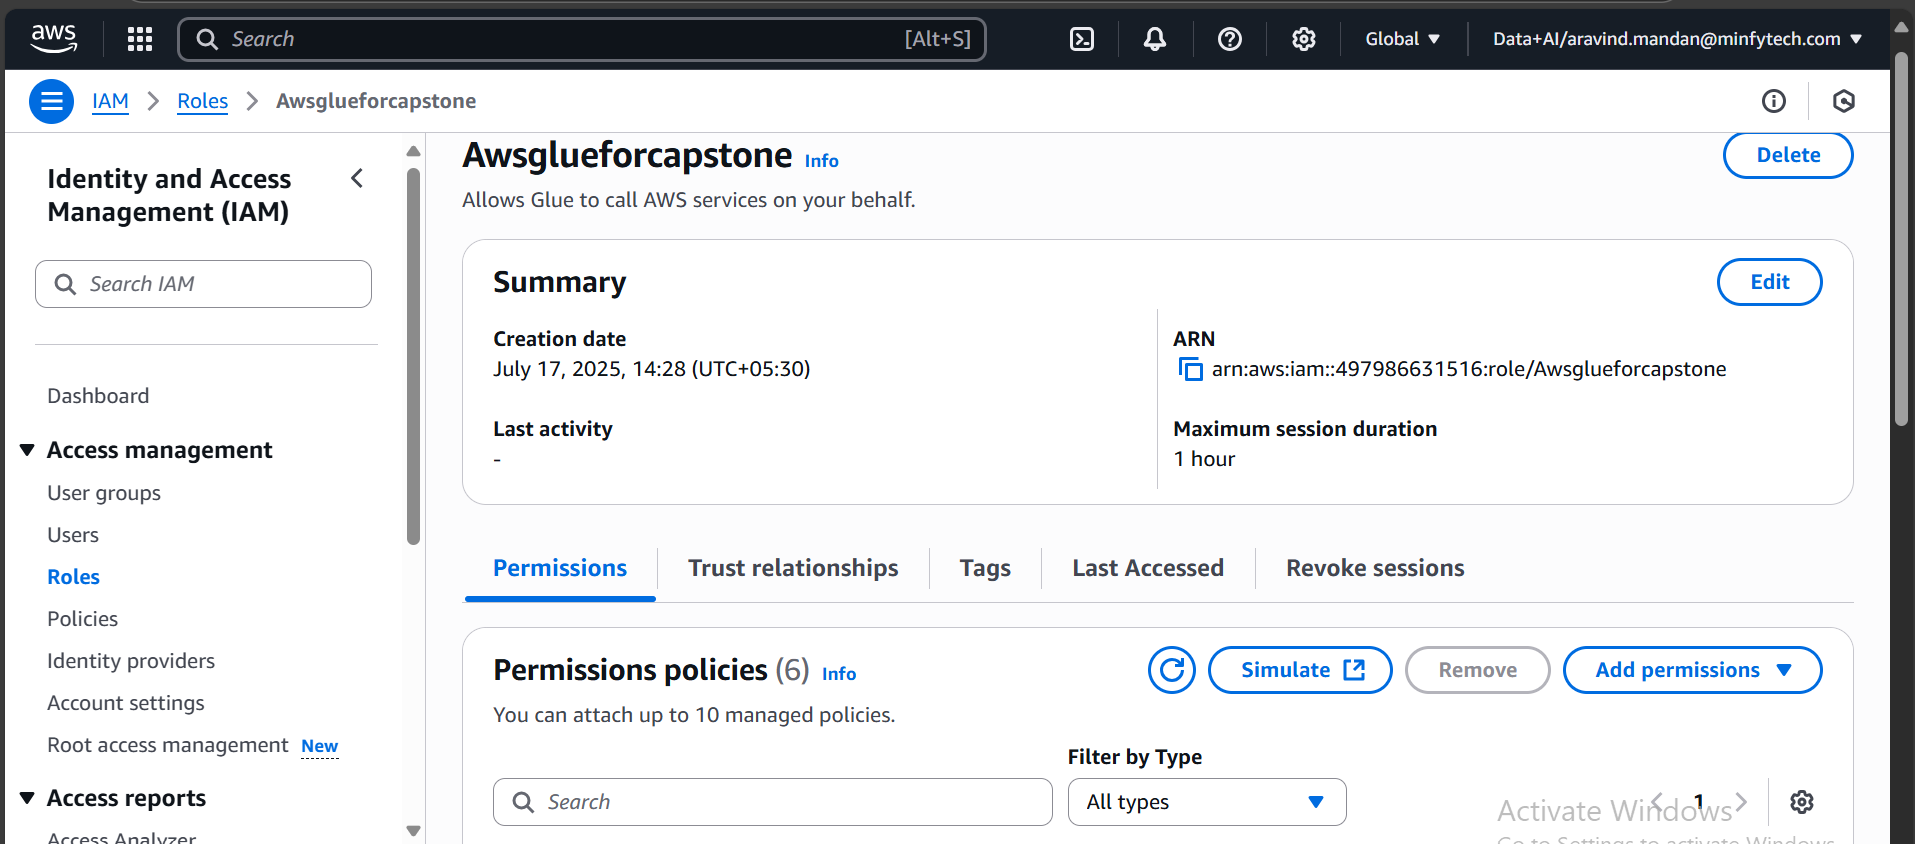 aws
Search [Alt+S]
Global
Data+AI/aravind.mandan@minfytech.com
IAM > Roles > Awsglueforcapstone
Identity and Access Management (IAM)
Search IAM
Dashboard
Access management
User groups
Users
Roles
Policies
Identity providers
Account settings
Root access management New
Access reports
Access Analyzer
Awsglueforcapstone Info
Delete
Allows Glue to call AWS services on your behalf.
Summary
Edit
Creation date
July 17, 2025, 14:28 (UTC+05:30)
ARN
arn:aws:iam::497986631516:role/Awsglueforcapstone
Last activity
-
Maximum session duration
1 hour
Permissions
Trust relationships
Tags
Last Accessed
Revoke sessions
Permissions policies (6) Info
Simulate
Remove
Add permissions
You can attach up to 10 managed policies.
Filter by Type
Search
All types
1
Activate Windows
Go to Settings to activate Windows.